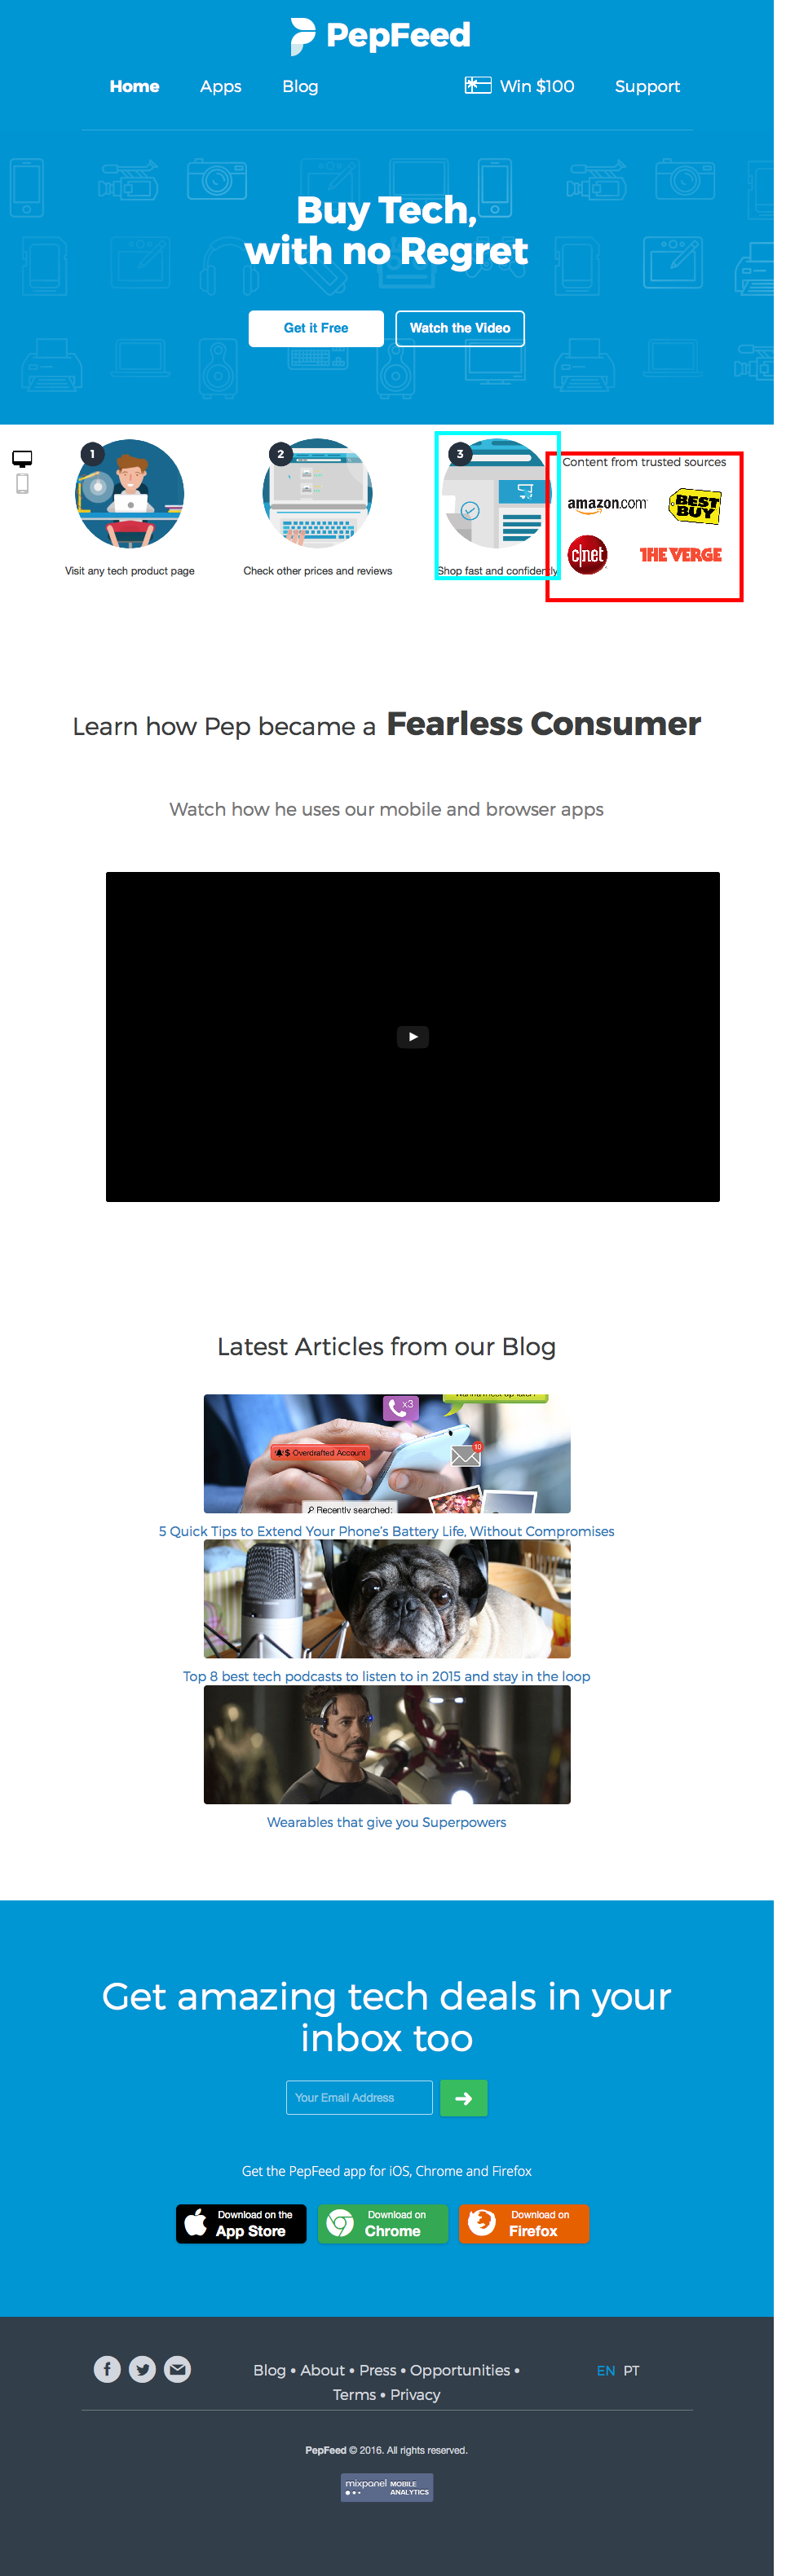 PepFeed
Home Apps Blog Win $100 Support
Buy Tech,
with no Regret
Get it Free Watch the Video
1 2 3
Content from trusted sources
amazon.com BEST BUY
c|net THE VERGE
Visit any tech product page Check other prices and reviews Shop fast and confidently
Learn how Pep became a Fearless Consumer
Watch how he uses our mobile and browser apps
Latest Articles from our Blog
x3
$ Overdrafted Account
10
Recently searched:
5 Quick Tips to Extend Your Phone's Battery Life, Without Compromises
Top 8 best tech podcasts to listen to in 2015 and stay in the loop
Wearables that give you Superpowers
Get amazing tech deals in your
inbox too
Your Email Address
Get the PepFeed app for iOS, Chrome and Firefox
Download on the App Store
Download on Chrome
Download on Firefox
Blog • About • Press • Opportunities •
Terms • Privacy
EN PT
PepFeed © 2016. All rights reserved.
mixpanel MOBILE ANALYTICS